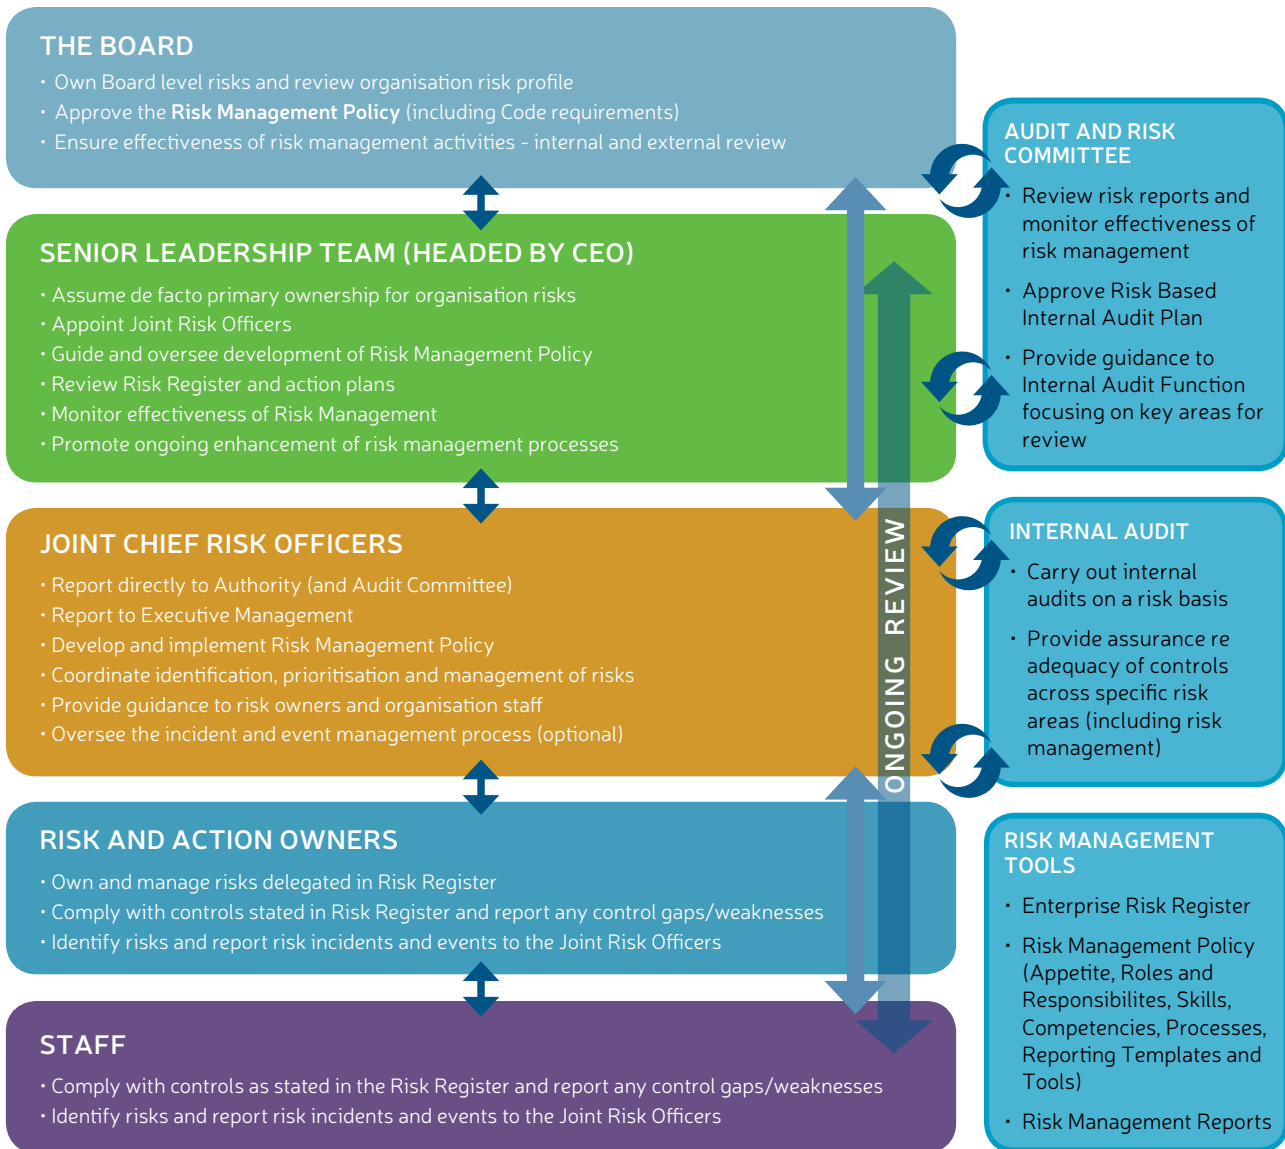 THE BOARD
· Own Board level risks and review organisation risk profile
· Approve the Risk Management Policy (including Code requirements)
· Ensure effectiveness of risk management activities - internal and external review
SENIOR LEADERSHIP TEAM (HEADED BY CEO)
· Assume de facto primary ownership for organisation risks
· Appoint Joint Risk Officers
· Guide and oversee development of Risk Management Policy
· Review Risk Register and action plans
· Monitor effectiveness of Risk Management
· Promote ongoing enhancement of risk management processes
JOINT CHIEF RISK OFFICERS
· Report directly to Authority (and Audit Committee)
· Report to Executive Management
· Develop and implement Risk Management Policy
· Coordinate identification, prioritisation and management of risks
· Provide guidance to risk owners and organisation staff
· Oversee the incident and event management process (optional)
RISK AND ACTION OWNERS
· Own and manage risks delegated in Risk Register
· Comply with controls stated in Risk Register and report any control gaps/weaknesses
· Identify risks and report risk incidents and events to the Joint Risk Officers
STAFF
· Comply with controls as stated in the Risk Register and report any control gaps/weaknesses
· Identify risks and report risk incidents and events to the Joint Risk Officers
ONGOING REVIEW
AUDIT AND RISK
COMMITTEE
· Review risk reports and
monitor effectiveness of
risk management
· Approve Risk Based
Internal Audit Plan
· Provide guidance to
Internal Audit Function
focusing on key areas for
review
INTERNAL AUDIT
· Carry out internal
audits on a risk basis
· Provide assurance re
adequacy of controls
across specific risk
areas (including risk
management)
RISK MANAGEMENT
TOOLS
· Enterprise Risk Register
· Risk Management Policy
(Appetite, Roles and
Responsibilites, Skills,
Competencies, Processes,
Reporting Templates and
Tools)
· Risk Management Reports